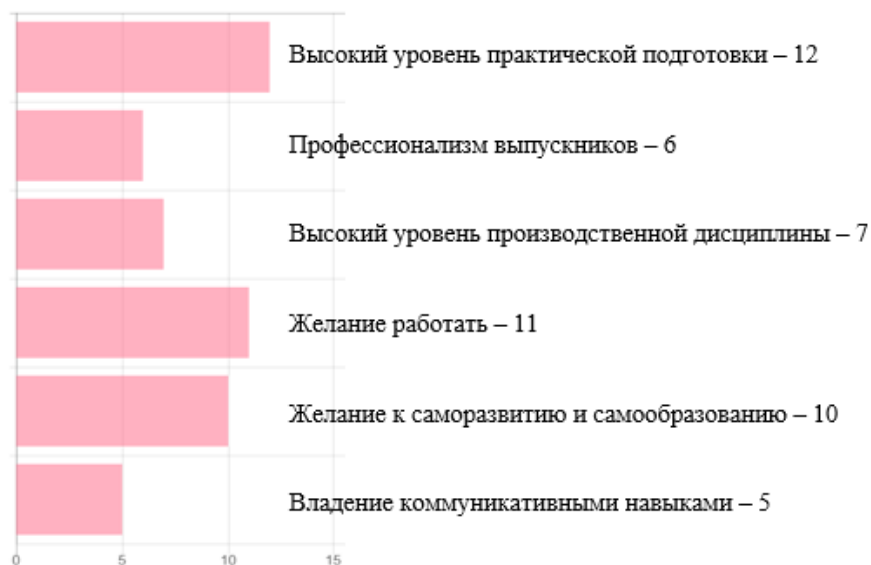 Высокий уровень практической подготовки – 12
Профессионализм выпускников – 6
Высокий уровень производственной дисциплины – 7
Желание работать – 11
Желание к саморазвитию и самообразованию – 10
Владение коммуникативными навыками – 5
0 5 10 15